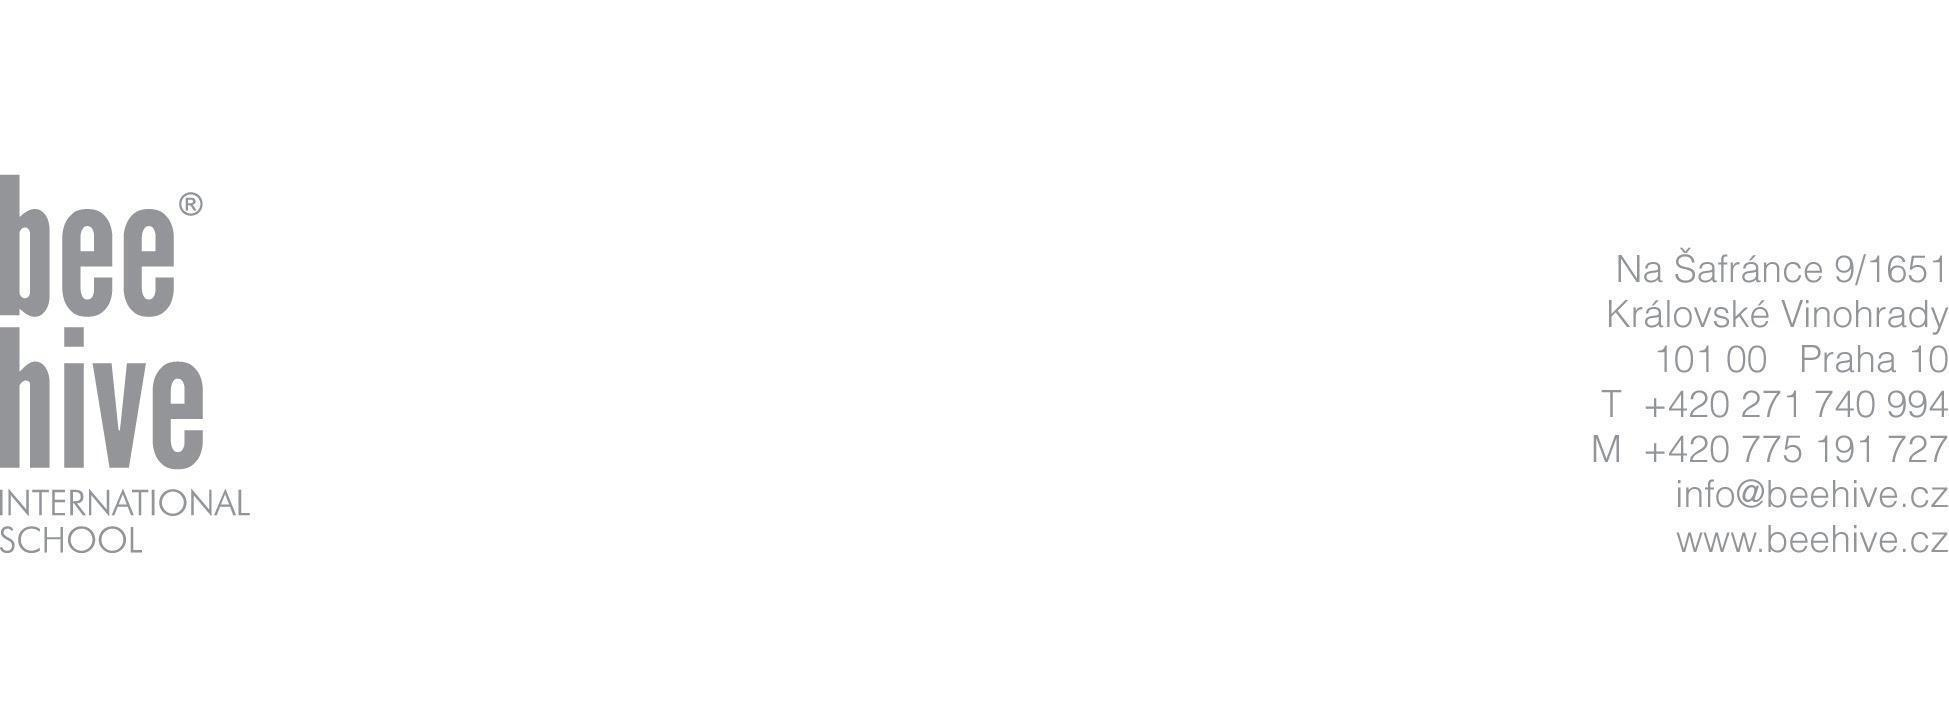 bee®
hive
INTERNATIONAL
SCHOOL
Na Šafránce 9/1651
Královské Vinohrady
101 00 Praha 10
T +420 271 740 994
M +420 775 191 727
info@beehive.cz
www.beehive.cz